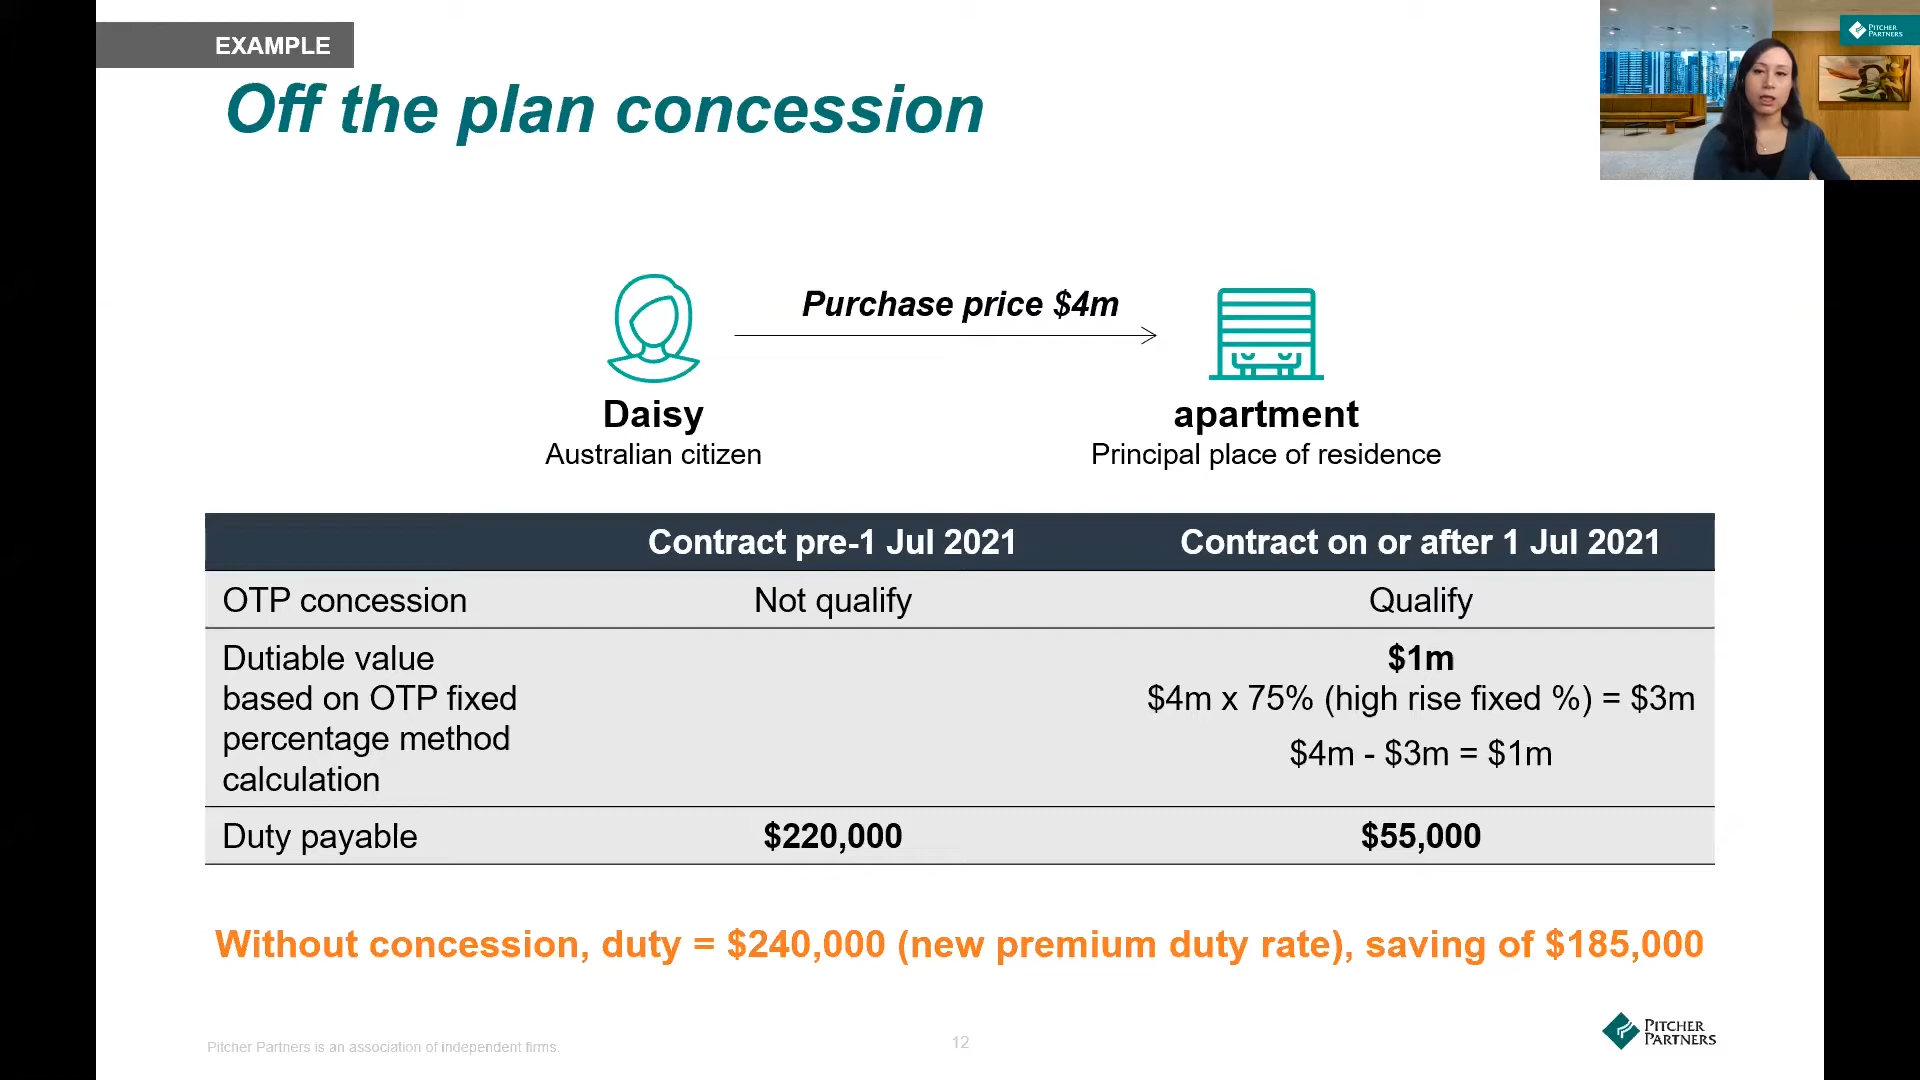 EXAMPLE
Off the plan concession
PITCHER
PARTNERS
Purchase price $4m
Daisy
Australian citizen
apartment
Principal place of residence
Contract pre-1 Jul 2021
Contract on or after 1 Jul 2021
OTP concession
Not qualify
Qualify
Dutiable value
based on OTP fixed
percentage method
calculation
$1m
$4m x 75% (high rise fixed %) = $3m
$4m - $3m = $1m
Duty payable
$220,000
$55,000
Without concession, duty = $240,000 (new premium duty rate), saving of $185,000
Pitcher Partners is an association of independent firms.
12
PITCHER
PARTNERS